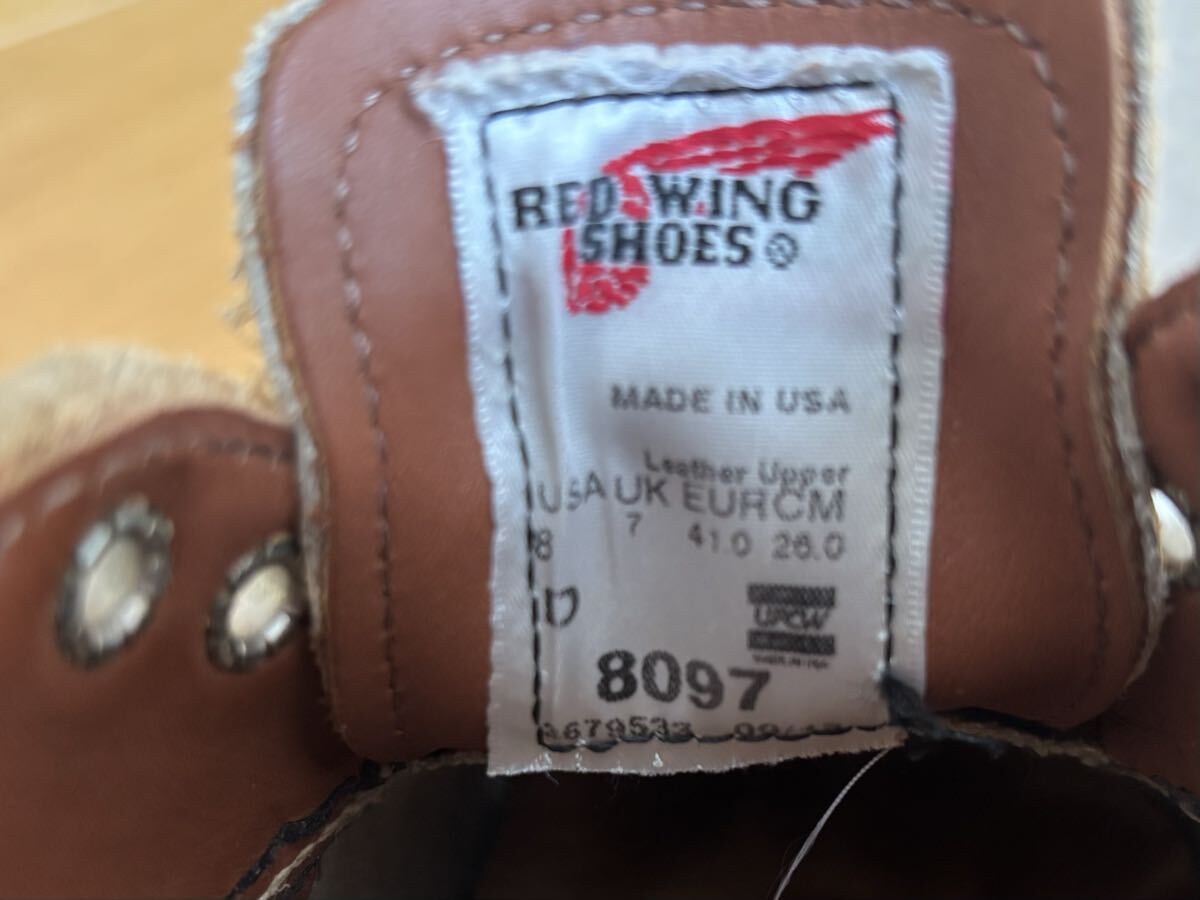 RED WING
SHOES
MADE IN USA
Leather Upper
USA UK EUR CM
8 7 41.0 26.0
D
UFCW
8097